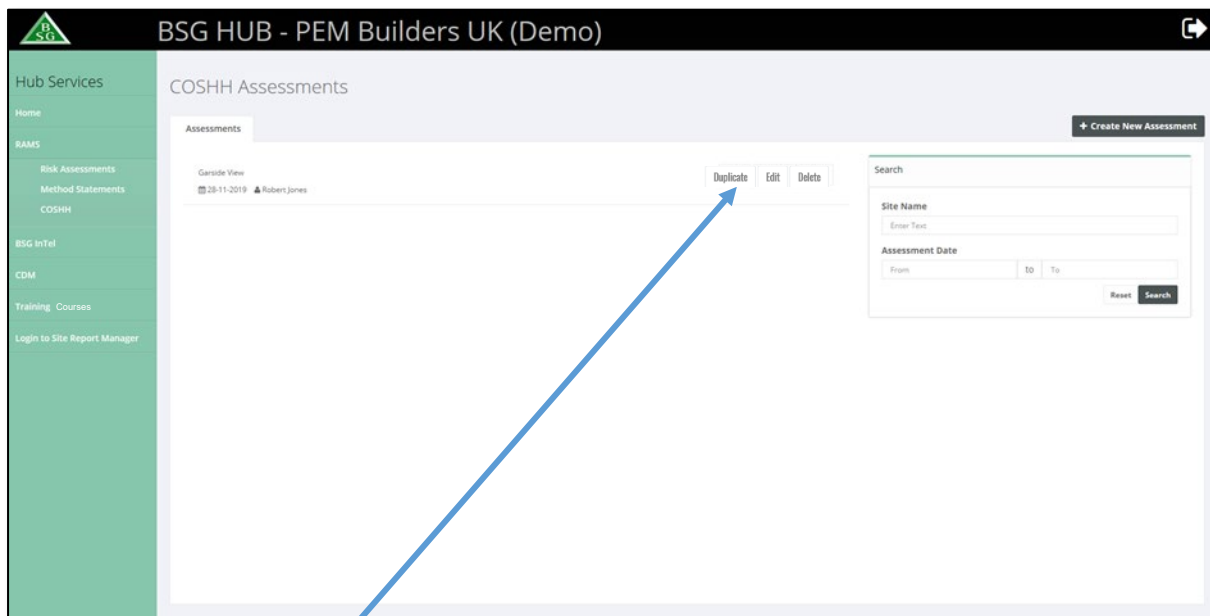 BSG
BSG HUB - PEM Builders UK (Demo)
Hub Services
Home
RAMS
Risk Assessments
Method Statements
COSHH
BSG InTel
CDM
Training Courses
Login to Site Report Manager
COSHH Assessments
Assessments
+ Create New Assessment
Garside View
28-11-2019 Robert Jones
Duplicate Edit Delete
Search
Site Name
Enter Text
Assessment Date
From to To
Reset Search